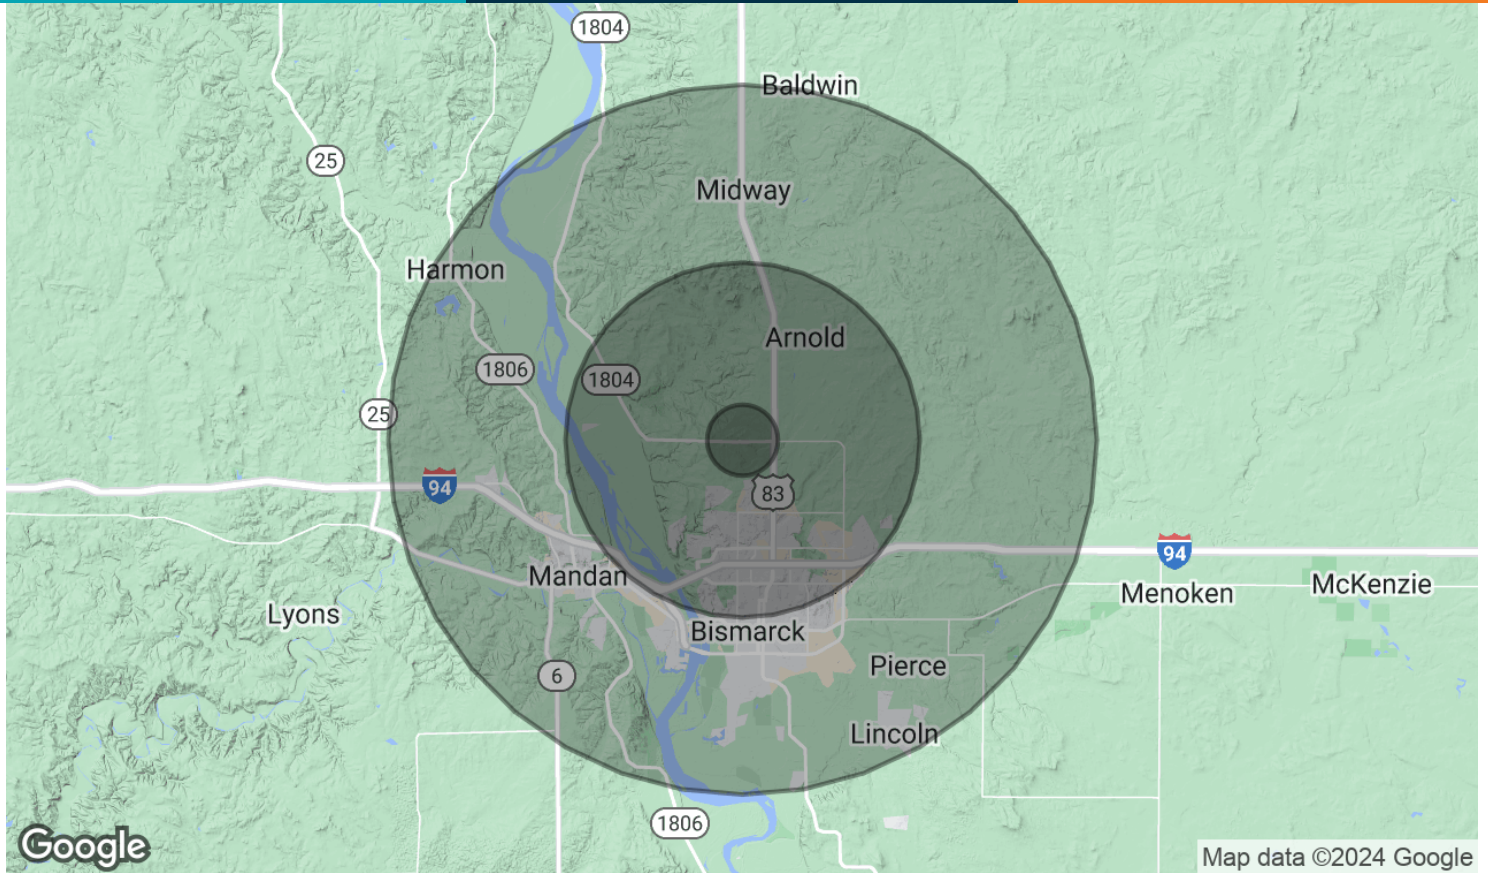 1804
Baldwin
25
Midway
Harmon
Arnold
1806
1804
25
94
83
94
Mandan
McKenzie
Menoken
Lyons
Bismarck
Pierce
6
Lincoln
1806
Google
Map data ©2024 Google